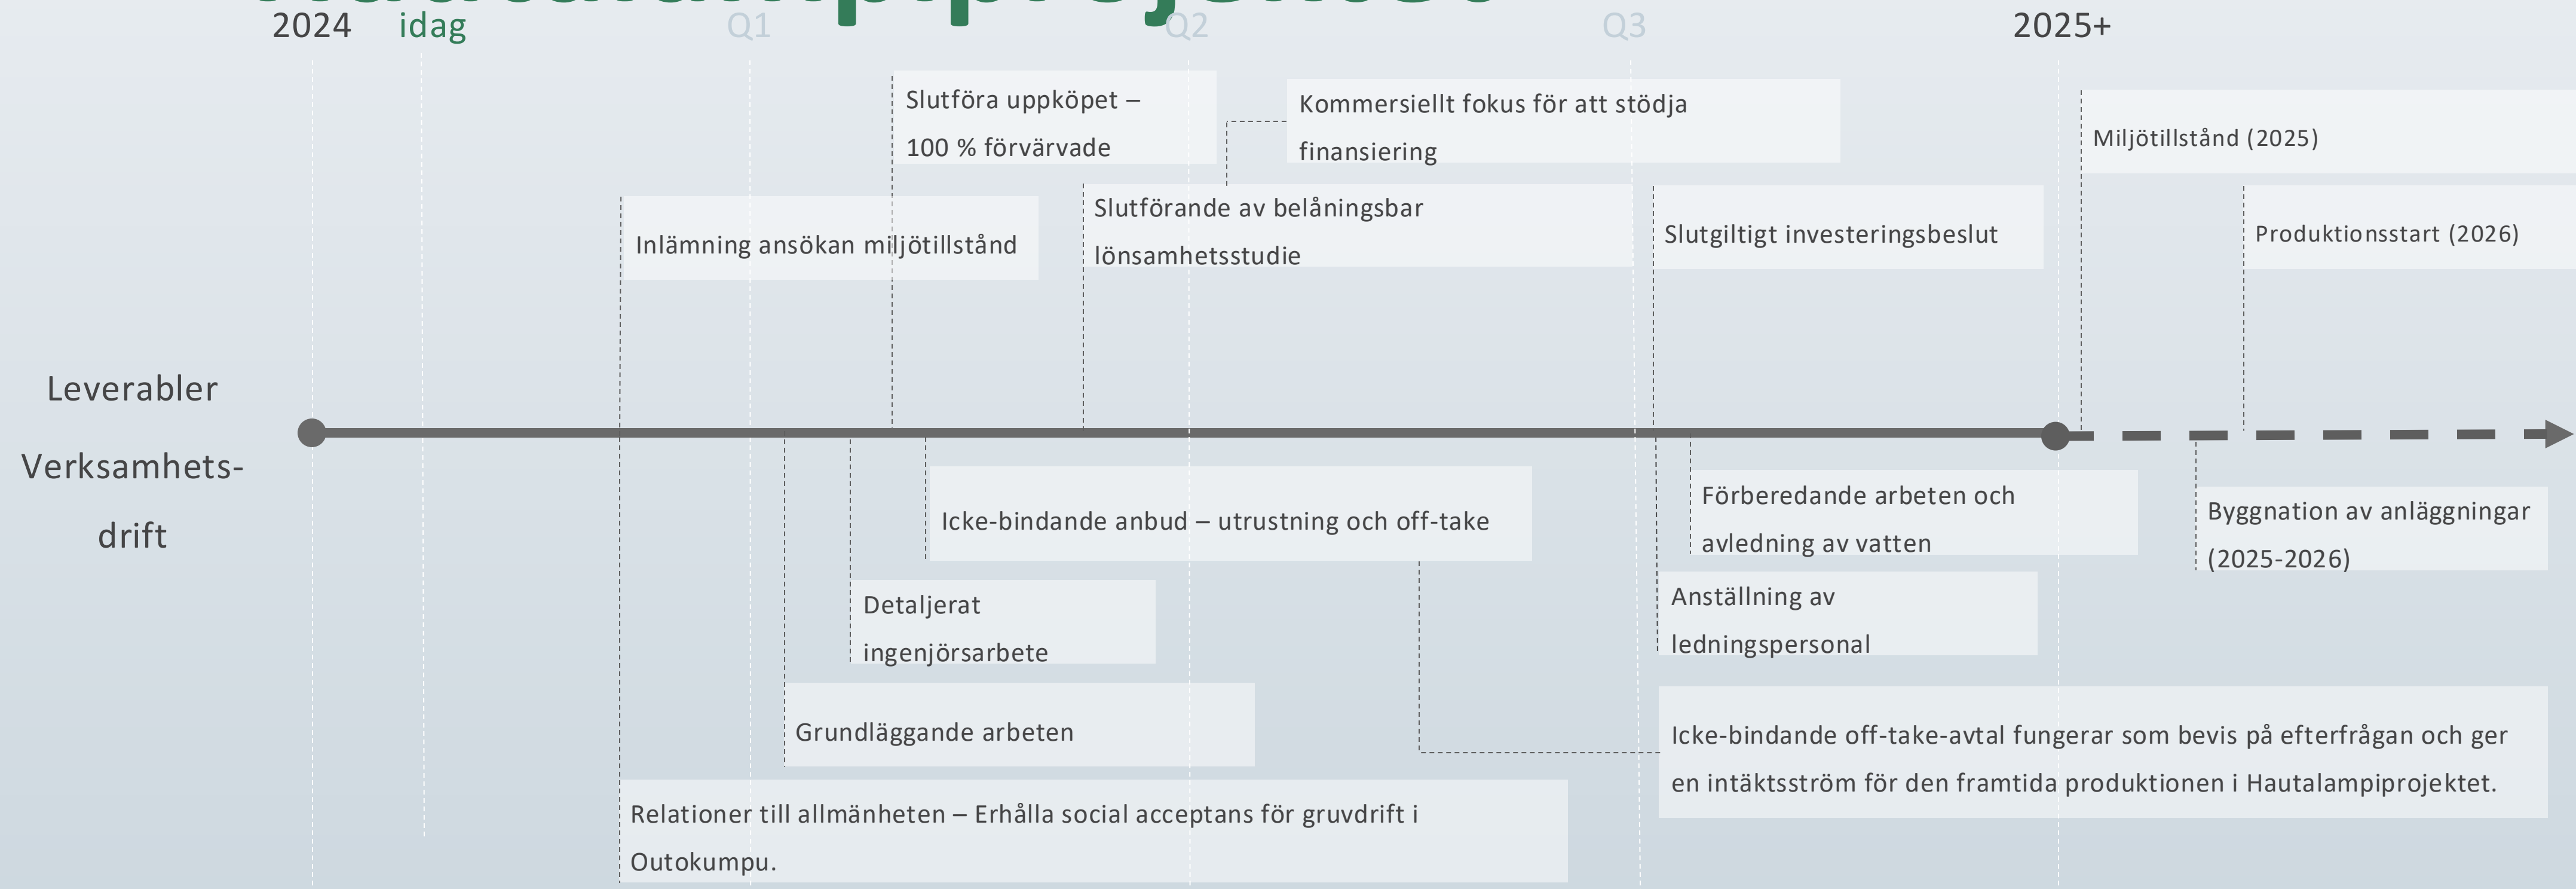 2024 idag Q1 Q2 Q3 2025+
Slutföra uppköpet –
100 % förvärvade
Kommersiellt fokus för att stödja
finansiering
Miljötillstånd (2025)
Inlämning ansökan miljötillstånd
Slutförande av belåningsbar
lönsamhetsstudie
Slutgiltigt investeringsbeslut
Produktionsstart (2026)
Leverabler
Verksamhets-
drift
Icke-bindande anbud – utrustning och off-take
Förberedande arbeten och
avledning av vatten
Byggnation av anläggningar
(2025-2026)
Detaljerat
ingenjörsarbete
Anställning av
ledningspersonal
Grundläggande arbeten
Icke-bindande off-take-avtal fungerar som bevis på efterfrågan och ger
en intäktsström för den framtida produktionen i Hautalampiprojektet.
Relationer till allmänheten – Erhålla social acceptans för gruvdrift i
Outokumpu.